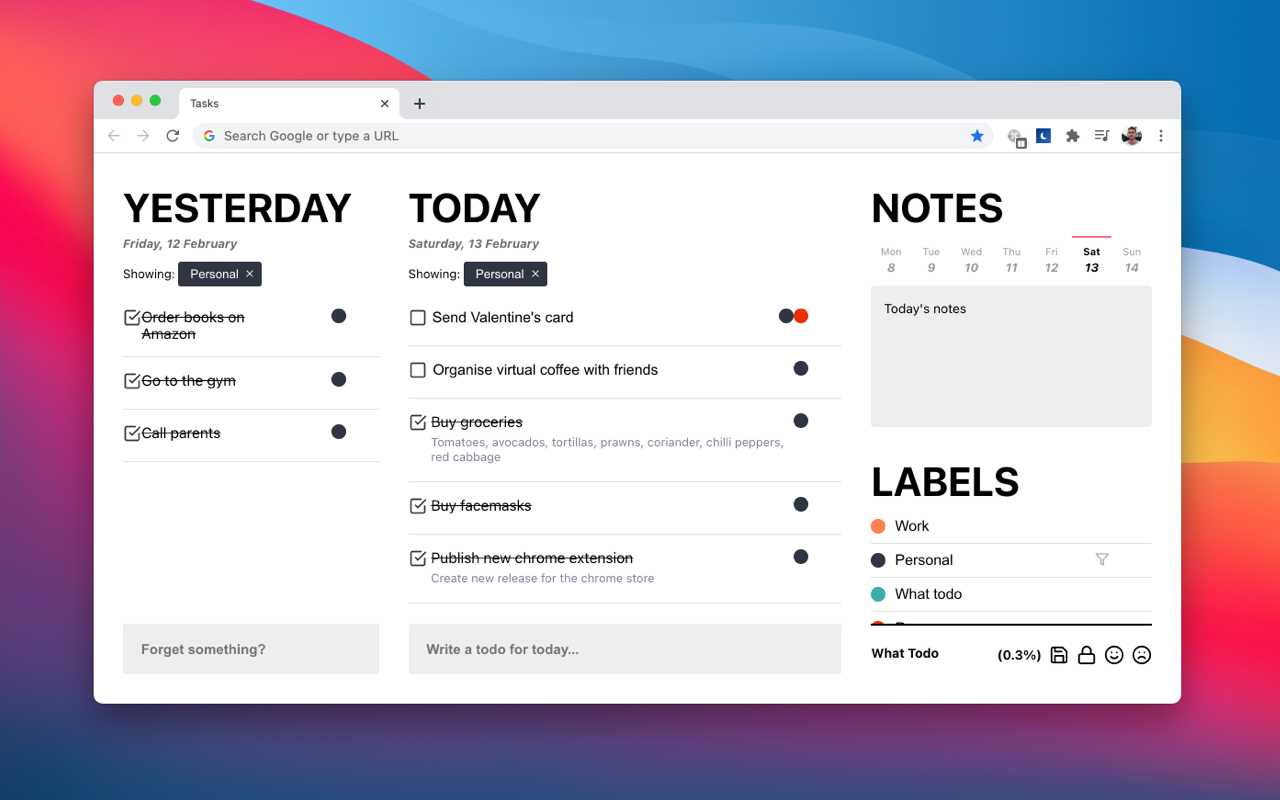 Tasks
Search Google or type a URL
YESTERDAY
Friday, 12 February
Showing: Personal ×
Order books on
Amazon
Go to the gym
Call parents
Forget something?
TODAY
Saturday, 13 February
Showing: Personal ×
Send Valentine's card
Organise virtual coffee with friends
Buy groceries
Tomatoes, avocados, tortillas, prawns, coriander, chilli peppers,
red cabbage
Buy facemasks
Publish new chrome extension
Create new release for the chrome store
Write a todo for today...
NOTES
Mon Tue Wed Thu Fri Sat Sun
8 9 10 11 12 13 14
Today's notes
LABELS
Work
Personal
What todo
What Todo (0.3%)